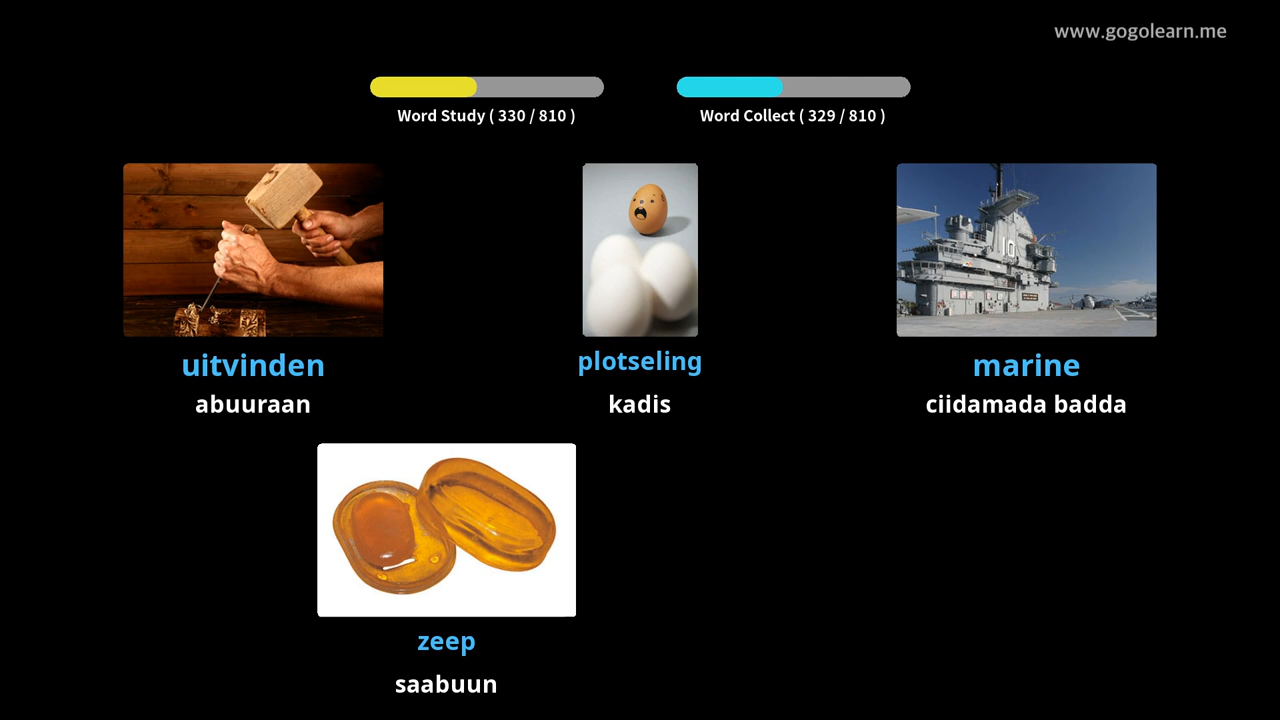 www.gogolearn.me
Word Study ( 330 / 810 )
Word Collect ( 329 / 810 )
16
uitvinden
plotseling
marine
abuuraan
kadis
ciidamada badda
zeep
saabuun